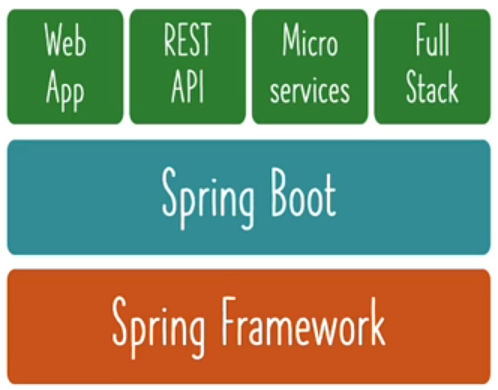 Web
App
REST
API
Micro
services
Full
Stack
Spring Boot
Spring Framework